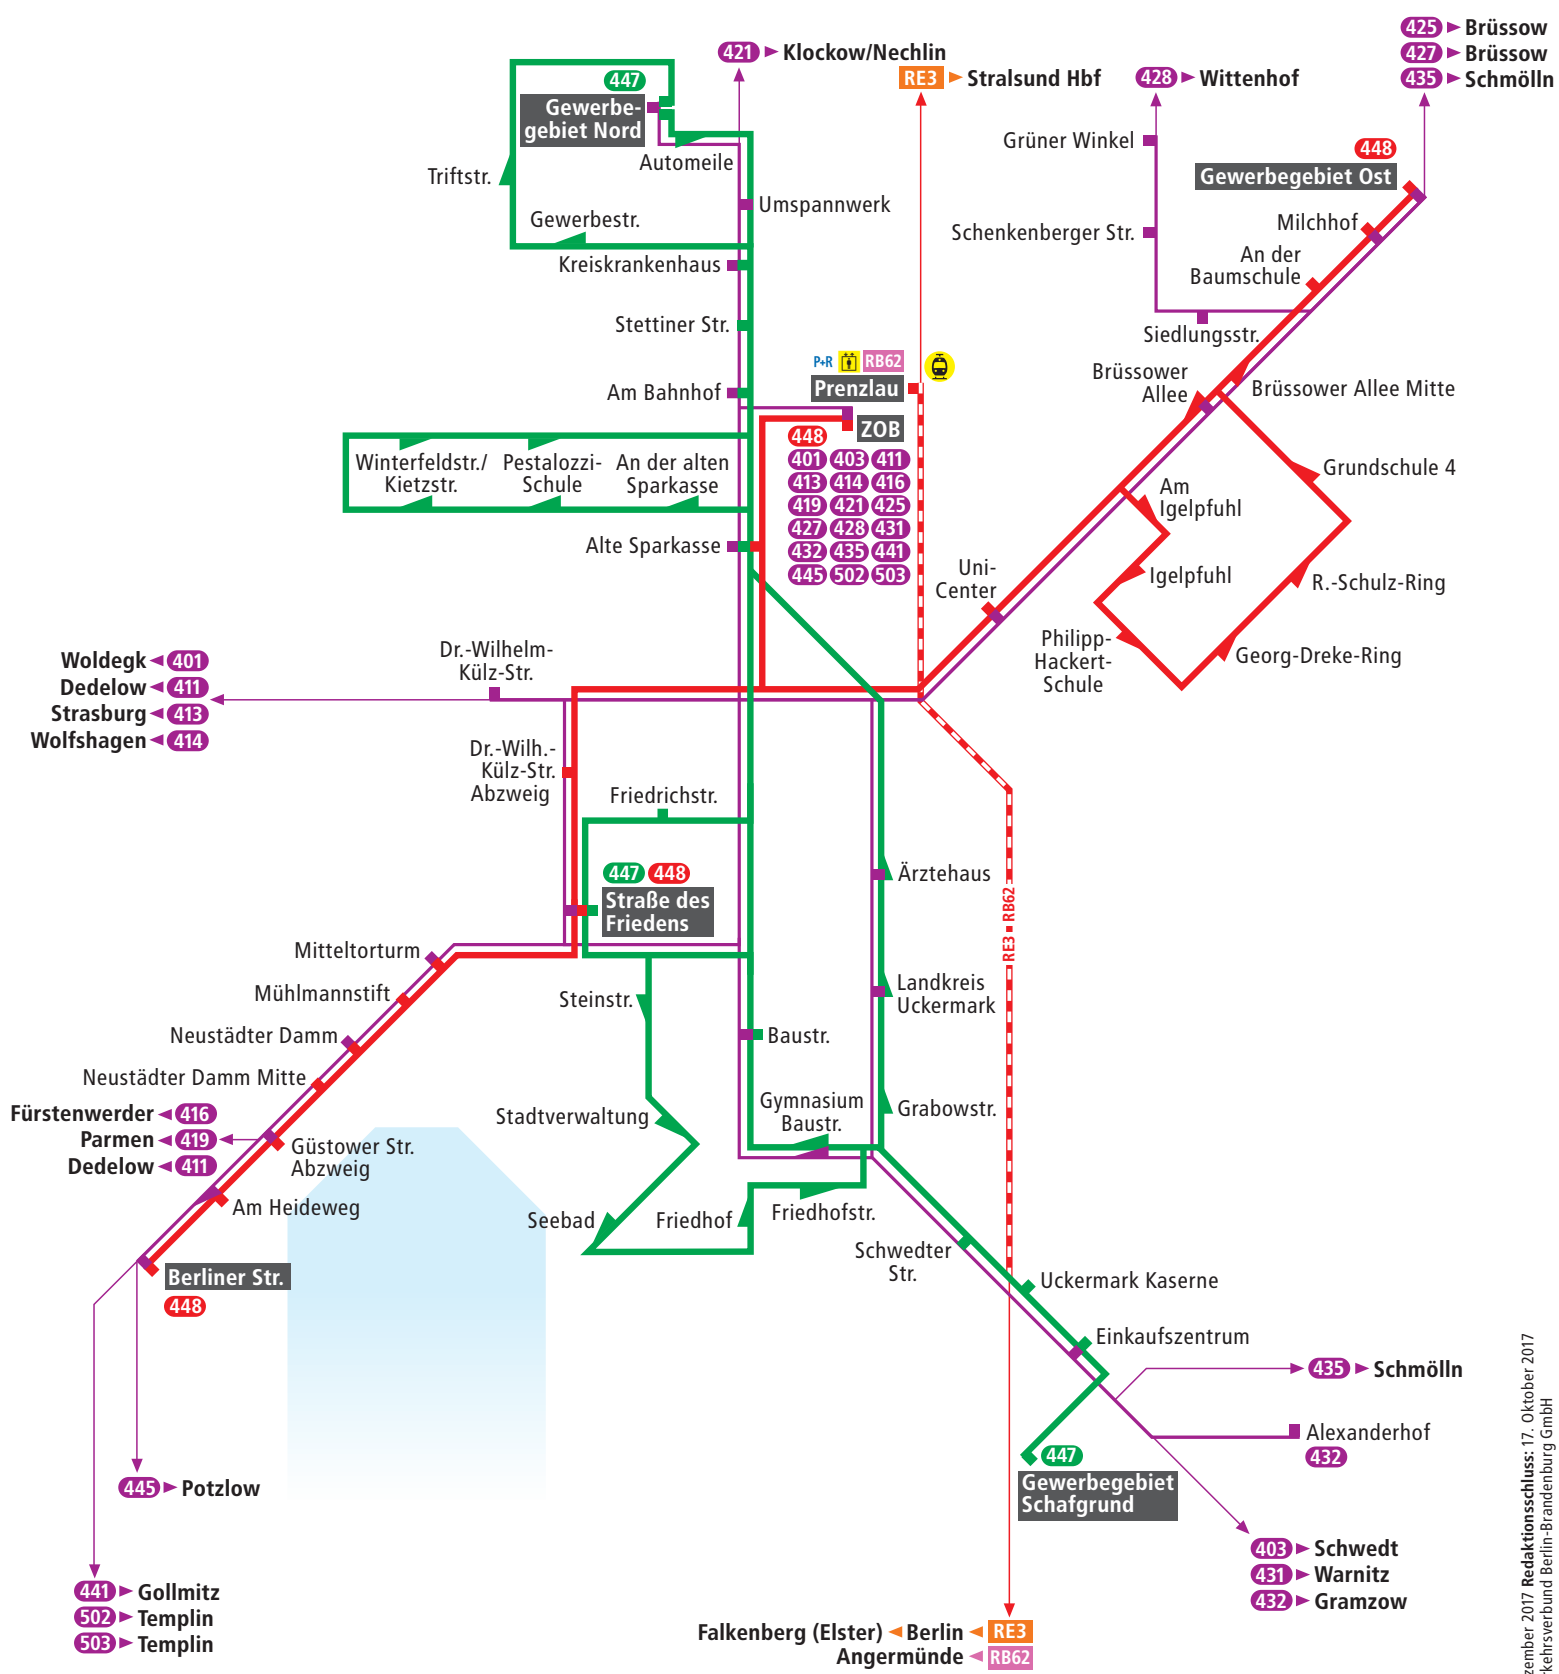 421 Klockow/Nechlin
RE3 Stralsund Hbf
428 Wittenhof
425 Brüssow
427 Brüssow
435 Schmölln
447
Gewerbe-
gebiet Nord
Automeile
Triftstr.
Gewerbestr.
Umspannwerk
Kreiskrankenhaus
Stettiner Str.
Am Bahnhof
Grüner Winkel
Schenkenberger Str.
Siedlungsstr.
448
Gewerbegebiet Ost
Milchhof
An der
Baumschule
Brüssower
Allee
Brüssower Allee Mitte
Grundschule 4
Am
Igelpfuhl
Igelpfuhl
R.-Schulz-Ring
Georg-Dreke-Ring
Philipp-
Hackert-
Schule
Uni-
Center
P+R RB62
Prenzlau
ZOB
448
401 403 411
413 414 416
419 421 425
427 428 431
432 435 441
445 502 503
Winterfeldstr./
Kietzstr.
Pestalozzi-
Schule
An der alten
Sparkasse
Alte Sparkasse
Dr.-Wilhelm-
Külz-Str.
Woldegk 401
Dedelow 411
Strasburg 413
Wolfshagen 414
Dr.-Wilh.-
Külz-Str.
Abzweig
Friedrichstr.
447 448
Straße des
Friedens
Ärztehaus
RE3 RB62
Landkreis
Uckermark
Mitteltorturm
Mühlmannstift
Neustädter Damm
Neustädter Damm Mitte
Steinstr.
Baustr.
Stadtverwaltung
Gymnasium
Baustr.
Grabowstr.
Fürstenwerder 416
Parmen 419
Dedelow 411
Güstower Str.
Abzweig
Am Heideweg
Seebad
Friedhof
Friedhofstr.
Schwedter
Str.
Berliner Str.
448
Uckermark Kaserne
Einkaufszentrum
435 Schmölln
Alexanderhof
432
447
Gewerbegebiet
Schafgrund
445 Potzlow
441 Gollmitz
502 Templin
503 Templin
403 Schwedt
431 Warnitz
432 Gramzow
Falkenberg (Elster) Berlin RE3
Angermünde RB62
zember 2017 Redaktionsschluss: 17. Oktober 2017
kehrsverbund Berlin-Brandenburg GmbH